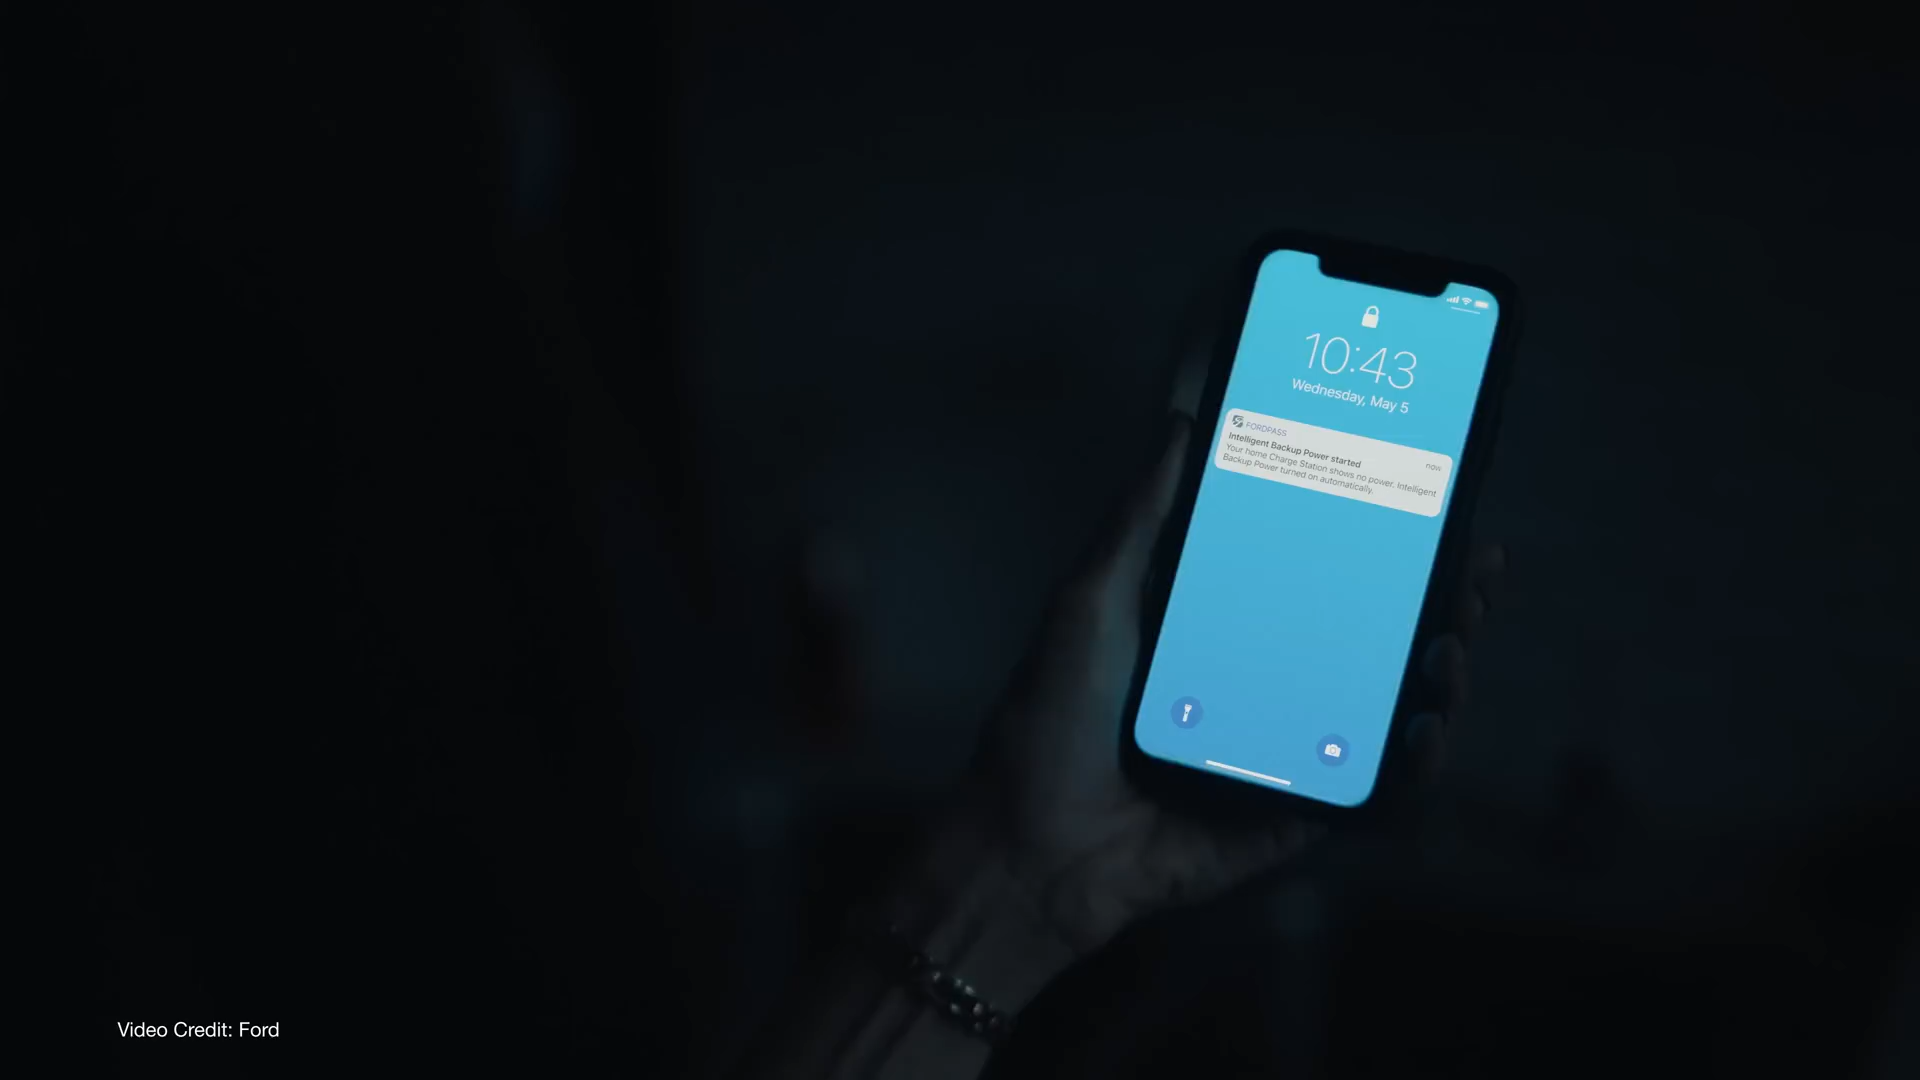 10:43
Wednesday, May 5
FORDPASS
now
Intelligent Backup Power started
Your home Charge Station shows no power. Intelligent
Backup Power turned on automatically.
Video Credit: Ford